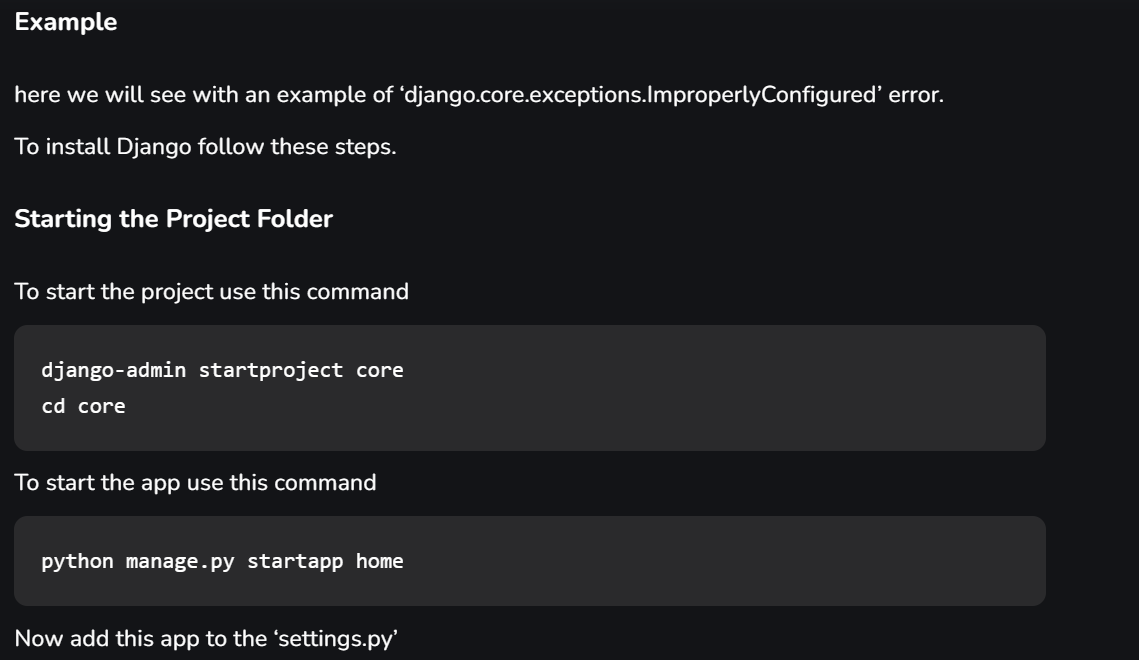 Example
here we will see with an example of ‘django.core.exceptions.ImproperlyConfigured’ error.
To install Django follow these steps.
Starting the Project Folder
To start the project use this command
django-admin startproject core
cd core
To start the app use this command
python manage.py startapp home
Now add this app to the ‘settings.py’